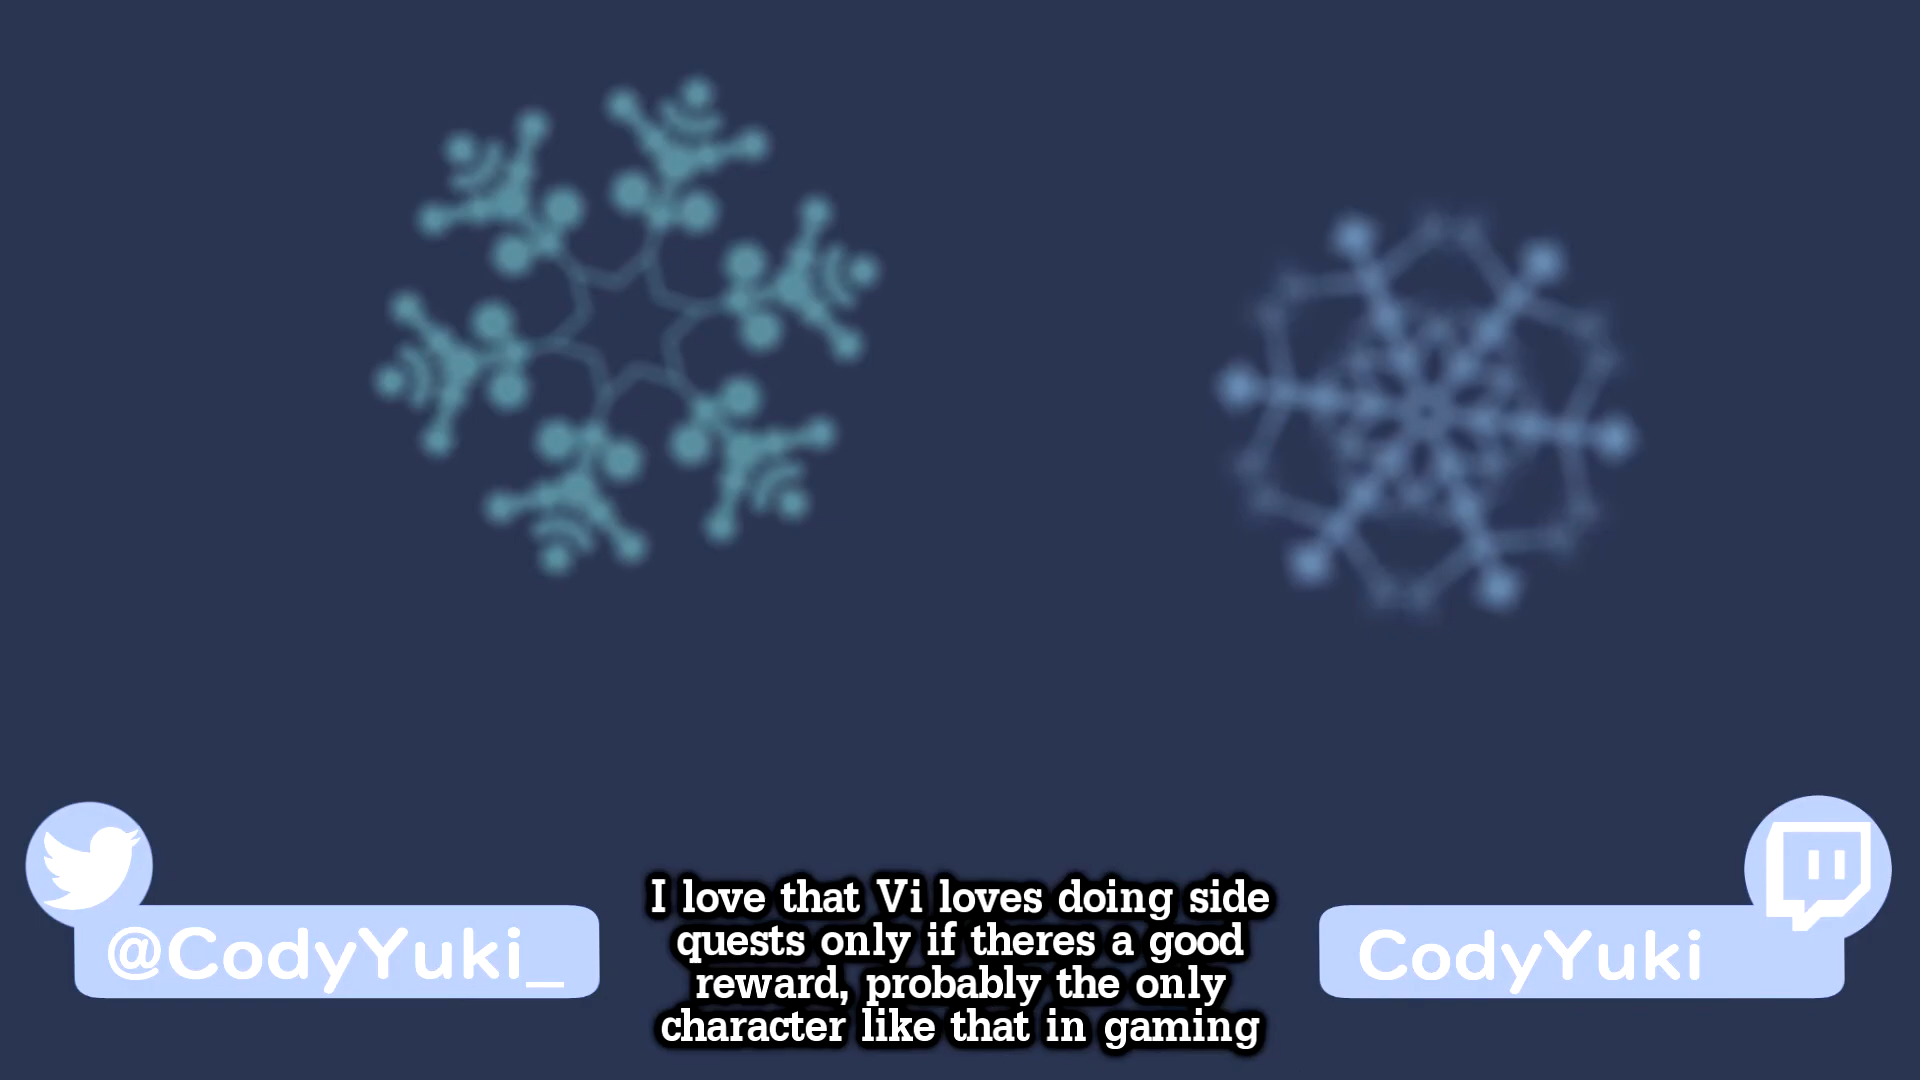 I love that Vi loves doing side
quests only if theres a good
reward, probably the only
character like that in gaming
@CodyYuki_
CodyYuki